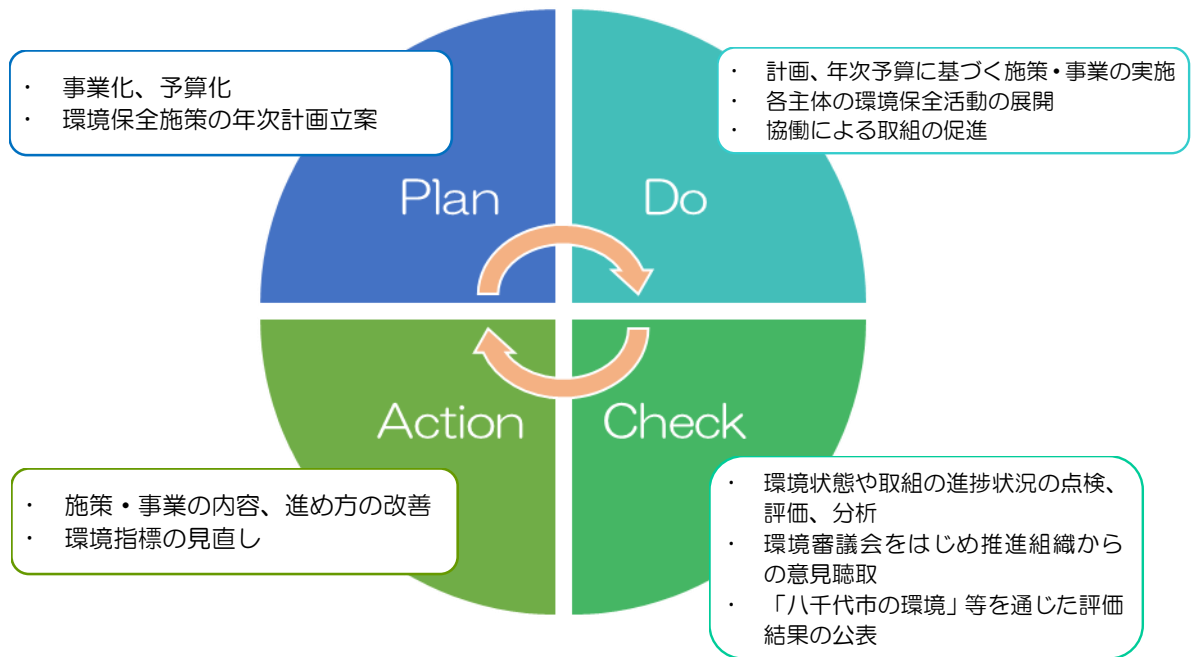 ・ 事業化、予算化
・ 環境保全施策の年次計画立案
・ 計画、年次予算に基づく施策・事業の実施
・ 各主体の環境保全活動の展開
・ 協働による取組の促進
Plan
Do
Action
Check
・ 施策・事業の内容、進め方の改善
・ 環境指標の見直し
・ 環境状態や取組の進捗状況の点検、
評価、分析
・ 環境審議会をはじめ推進組織から
の意見聴取
・ 「八千代市の環境」等を通じた評価
結果の公表